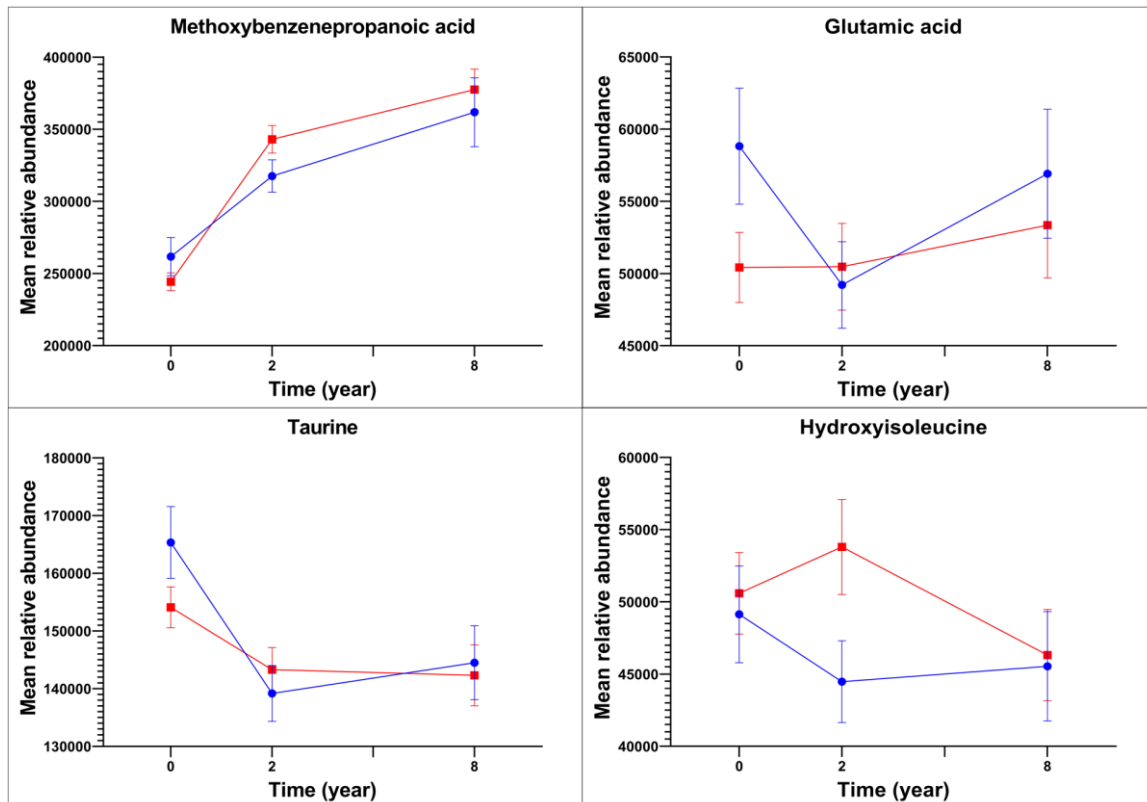 Methoxybenzenepropanoic acid
Mean relative abundance
400000
350000
300000
250000
200000
0 2 8
Time (year)
Glutamic acid
Mean relative abundance
65000
60000
55000
50000
45000
0 2 8
Time (year)
Taurine
Mean relative abundance
180000
170000
160000
150000
140000
130000
0 2 8
Time (year)
Hydroxyisoleucine
Mean relative abundance
60000
55000
50000
45000
40000
0 2 8
Time (year)